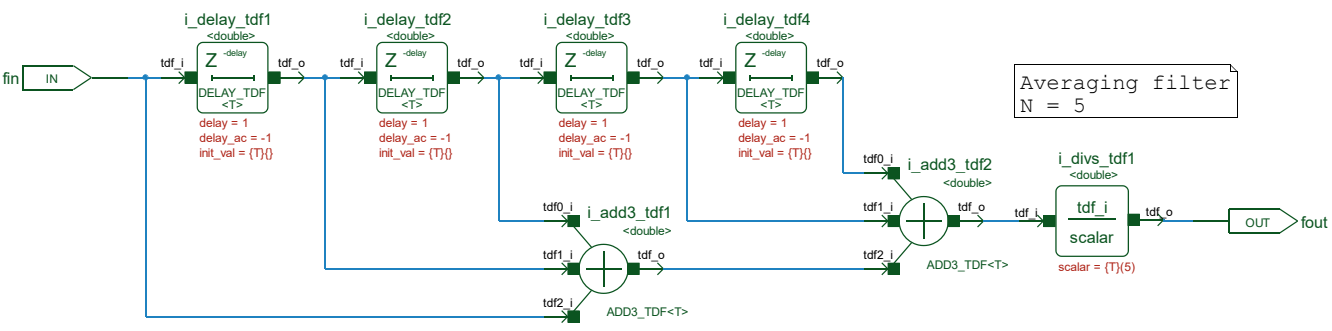 i_delay_tdf1
<double>
tdf_i
tdf_o
Z -delay
DELAY_TDF
<T>
delay = 1
delay_ac = -1
init_val = {T}{}
i_delay_tdf2
<double>
tdf_i
tdf_o
Z -delay
DELAY_TDF
<T>
delay = 1
delay_ac = -1
init_val = {T}{}
i_delay_tdf3
<double>
tdf_i
tdf_o
Z -delay
DELAY_TDF
<T>
delay = 1
delay_ac = -1
init_val = {T}{}
i_delay_tdf4
<double>
tdf_i
tdf_o
Z -delay
DELAY_TDF
<T>
delay = 1
delay_ac = -1
init_val = {T}{}
fin
IN
Averaging filter
N = 5
tdf0_i
i_add3_tdf1
<double>
tdf1_i
tdf_o
tdf2_i
ADD3_TDF<T>
tdf0_i
i_add3_tdf2
<double>
tdf1_i
tdf_o
tdf2_i
ADD3_TDF<T>
i_divs_tdf1
<double>
tdf_i
tdf_i
scalar
tdf_o
scalar = {T}(5)
OUT
fout